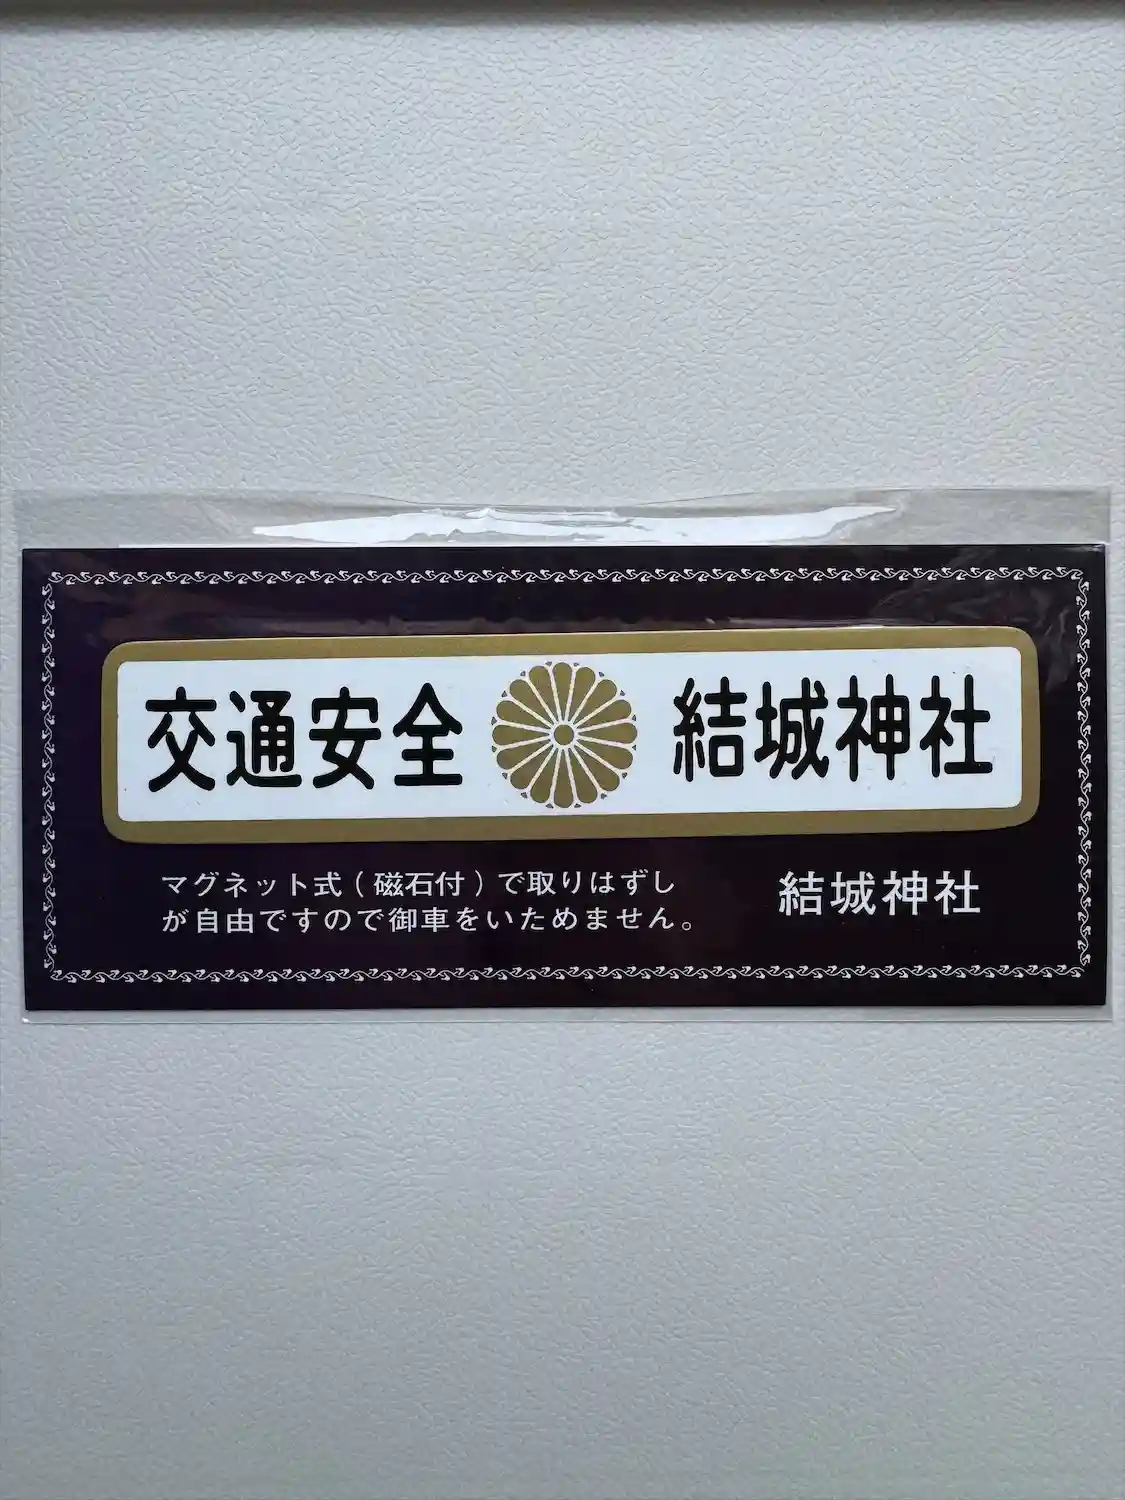 交通安全 結城神社
マグネット式(磁石付)で取りはずし
が自由ですので御車をいためません。
結城神社